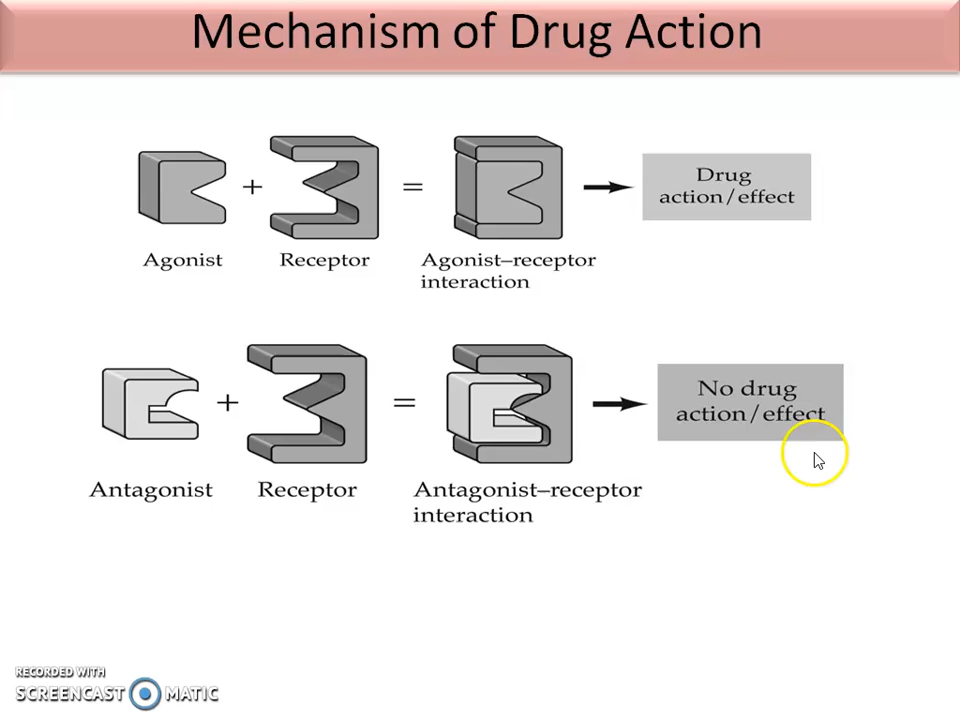 Mechanism of Drug Action
+
=
Drug
action/effect
Agonist
Receptor
Agonist–receptor
interaction
+
=
No drug
action/effect
Antagonist
Receptor
Antagonist–receptor
interaction
RECORDED WITH
SCREENCAST MATIC